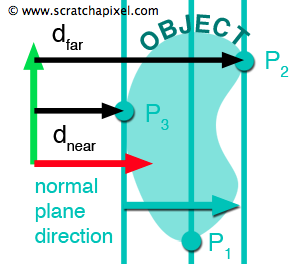 © www.scratchapixel.com
OBJECT
dfar
P2
P3
dnear
normal
plane
direction
P1